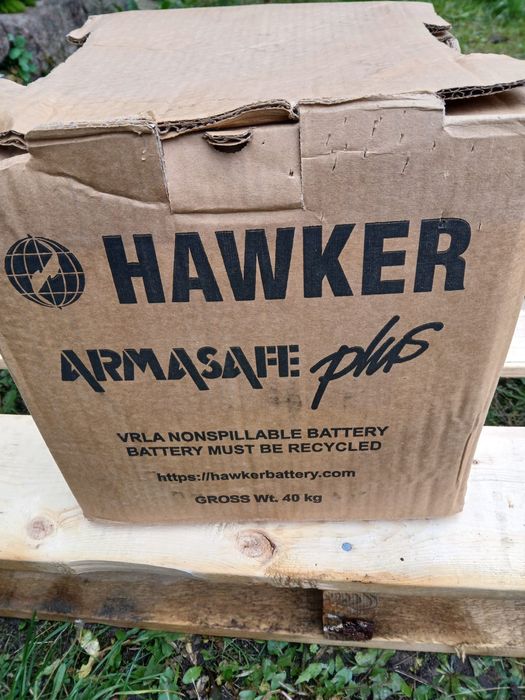 HAWKER
ARMASAFE plus
VRLA NONSPILLABLE BATTERY
BATTERY MUST BE RECYCLED
https://hawkerbattery.com
GROSS Wt. 40 kg